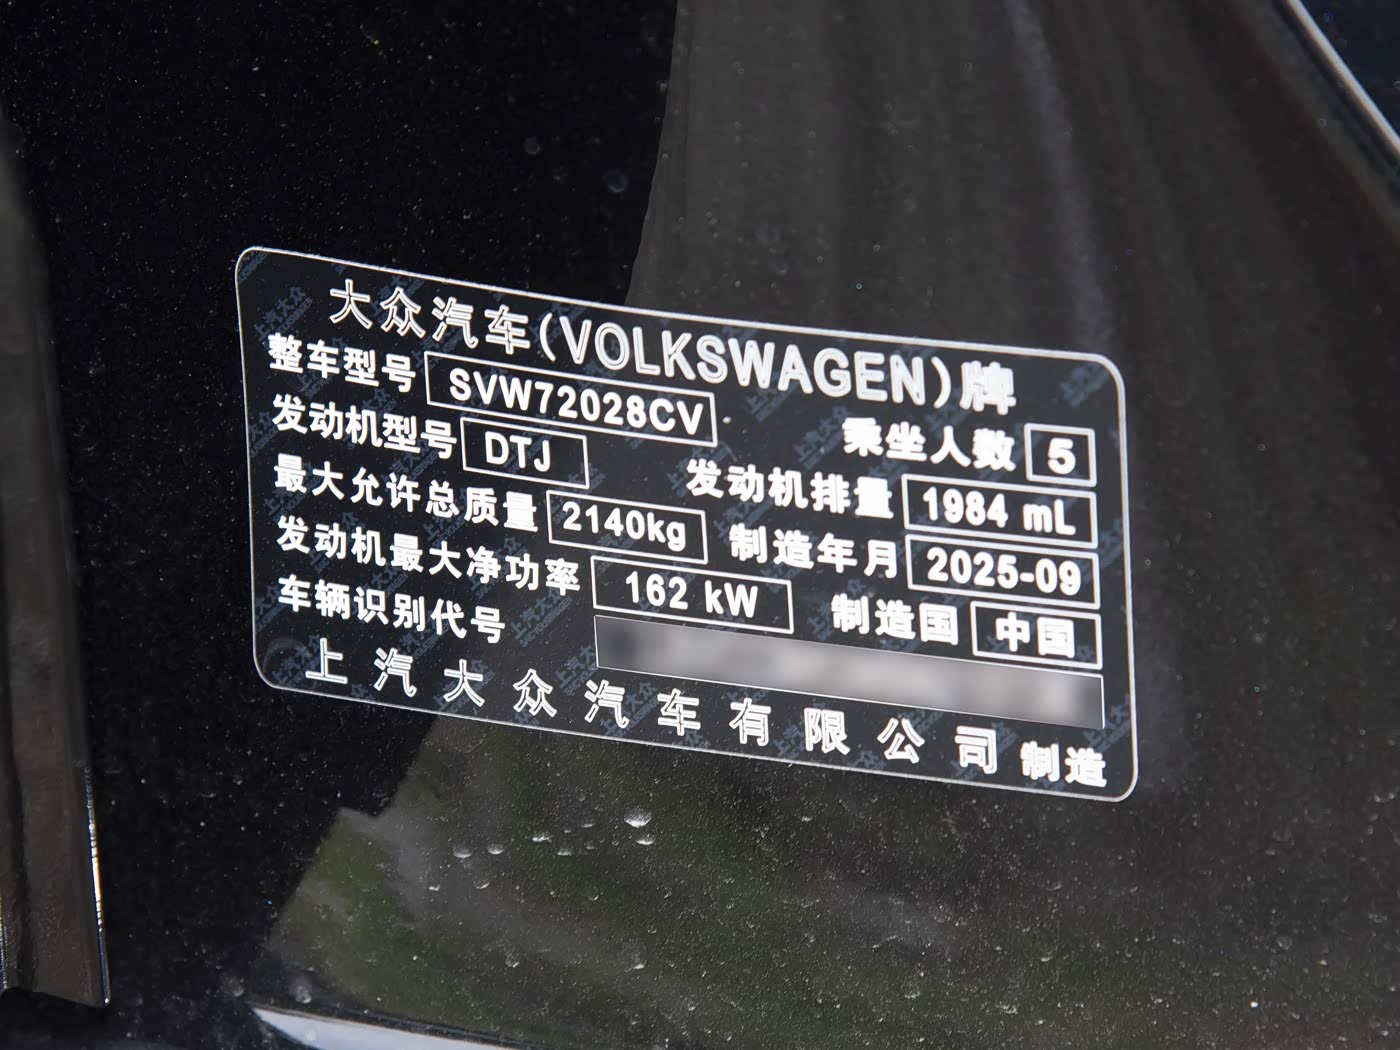 大众汽车(VOLKSWAGEN)牌
整车型号 SVW72028CV 乘坐人数 5
发动机型号 DTJ 发动机排量 1984 mL
最大允许总质量 2140kg 制造年月 2025-09
发动机最大净功率 162 kW 制造国 中国
车辆识别代号
上汽大众汽车有限公司 制造